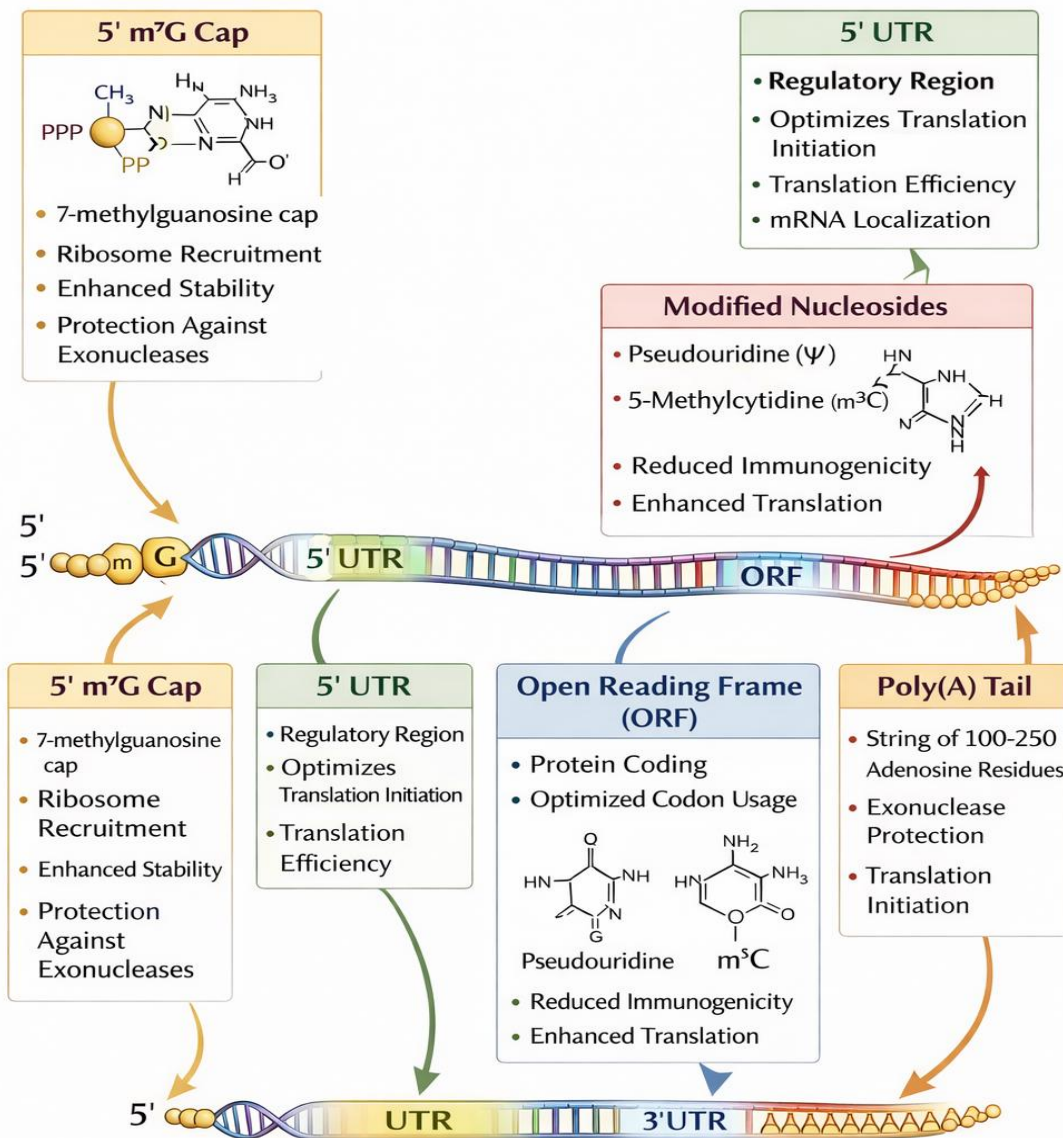 5' m⁷G Cap
CH₃
N
H
N
NH₃
PPP
NH
N
PP
H
O'
• 7-methylguanosine cap
• Ribosome Recruitment
• Enhanced Stability
• Protection Against
Exonucleases
5' UTR
• Regulatory Region
• Optimizes Translation
Initiation
• Translation Efficiency
• mRNA Localization
Modified Nucleosides
• Pseudouridine (Ψ)
• 5-Methylcytidine (m³C)
HN
NH
H
N
N
H
• Reduced Immunogenicity
• Enhanced Translation
5'
5'
m
G
5' UTR
ORF
5' m⁷G Cap
• 7-methylguanosine
cap
• Ribosome
Recruitment
• Enhanced Stability
• Protection
Against
Exonucleases
5' UTR
• Regulatory Region
• Optimizes
Translation Initiation
• Translation
Efficiency
Open Reading Frame
(ORF)
• Protein Coding
• Optimized Codon Usage
O
HN
NH
N
G
Pseudouridine
NH₂
HN
NH₃
O
O
m⁵C
• Reduced Immunogenicity
• Enhanced Translation
Poly(A) Tail
• String of 100-250
Adenosine Residues
• Exonuclease
Protection
• Translation
Initiation
5'
UTR
3'UTR
AAAAAAAAA